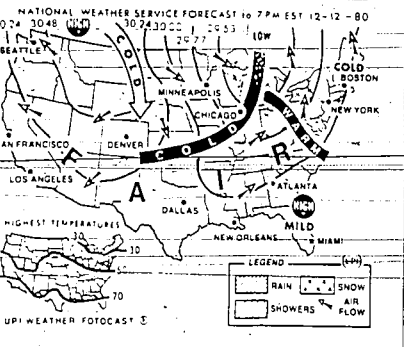 NATIONAL WEATHER SERVICE FORECAST to 7 PM EST 12-12-80
30.24 30.48 HIGH 30.24 30.00 29.53
29.77
LOW
SEATTLE
COLD
COLD
BOSTON
MINNEAPOLIS
NEW YORK
CHICAGO
WARM
SAN FRANCISCO
DENVER
COLD
F A I R
LOS ANGELES
ATLANTA
DALLAS
HIGH
MILD
NEW ORLEANS
MIAMI
HIGHEST TEMPERATURES
30
10
70
LEGEND
(UPI)
RAIN
SNOW
SHOWERS
AIR FLOW
UPI WEATHER FOTOCAST